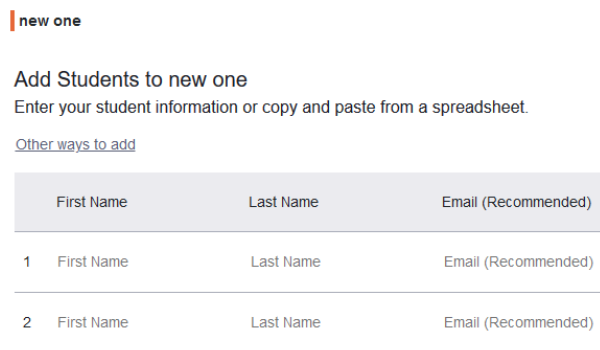 new one
Add Students to new one
Enter your student information or copy and paste from a spreadsheet.
Other ways to add
First Name Last Name Email (Recommended)
1 First Name Last Name Email (Recommended)
2 First Name Last Name Email (Recommended)